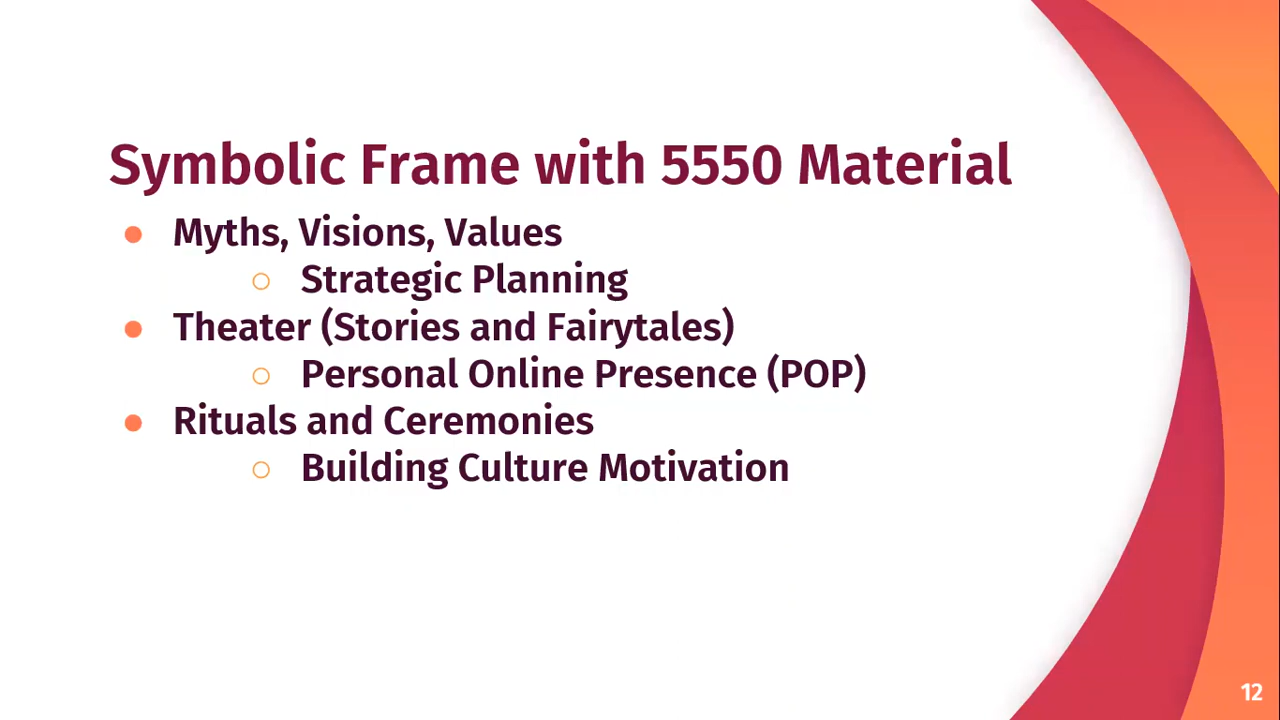 Symbolic Frame with 5550 Material
● Myths, Visions, Values
○ Strategic Planning
● Theater (Stories and Fairytales)
○ Personal Online Presence (POP)
● Rituals and Ceremonies
○ Building Culture Motivation
12